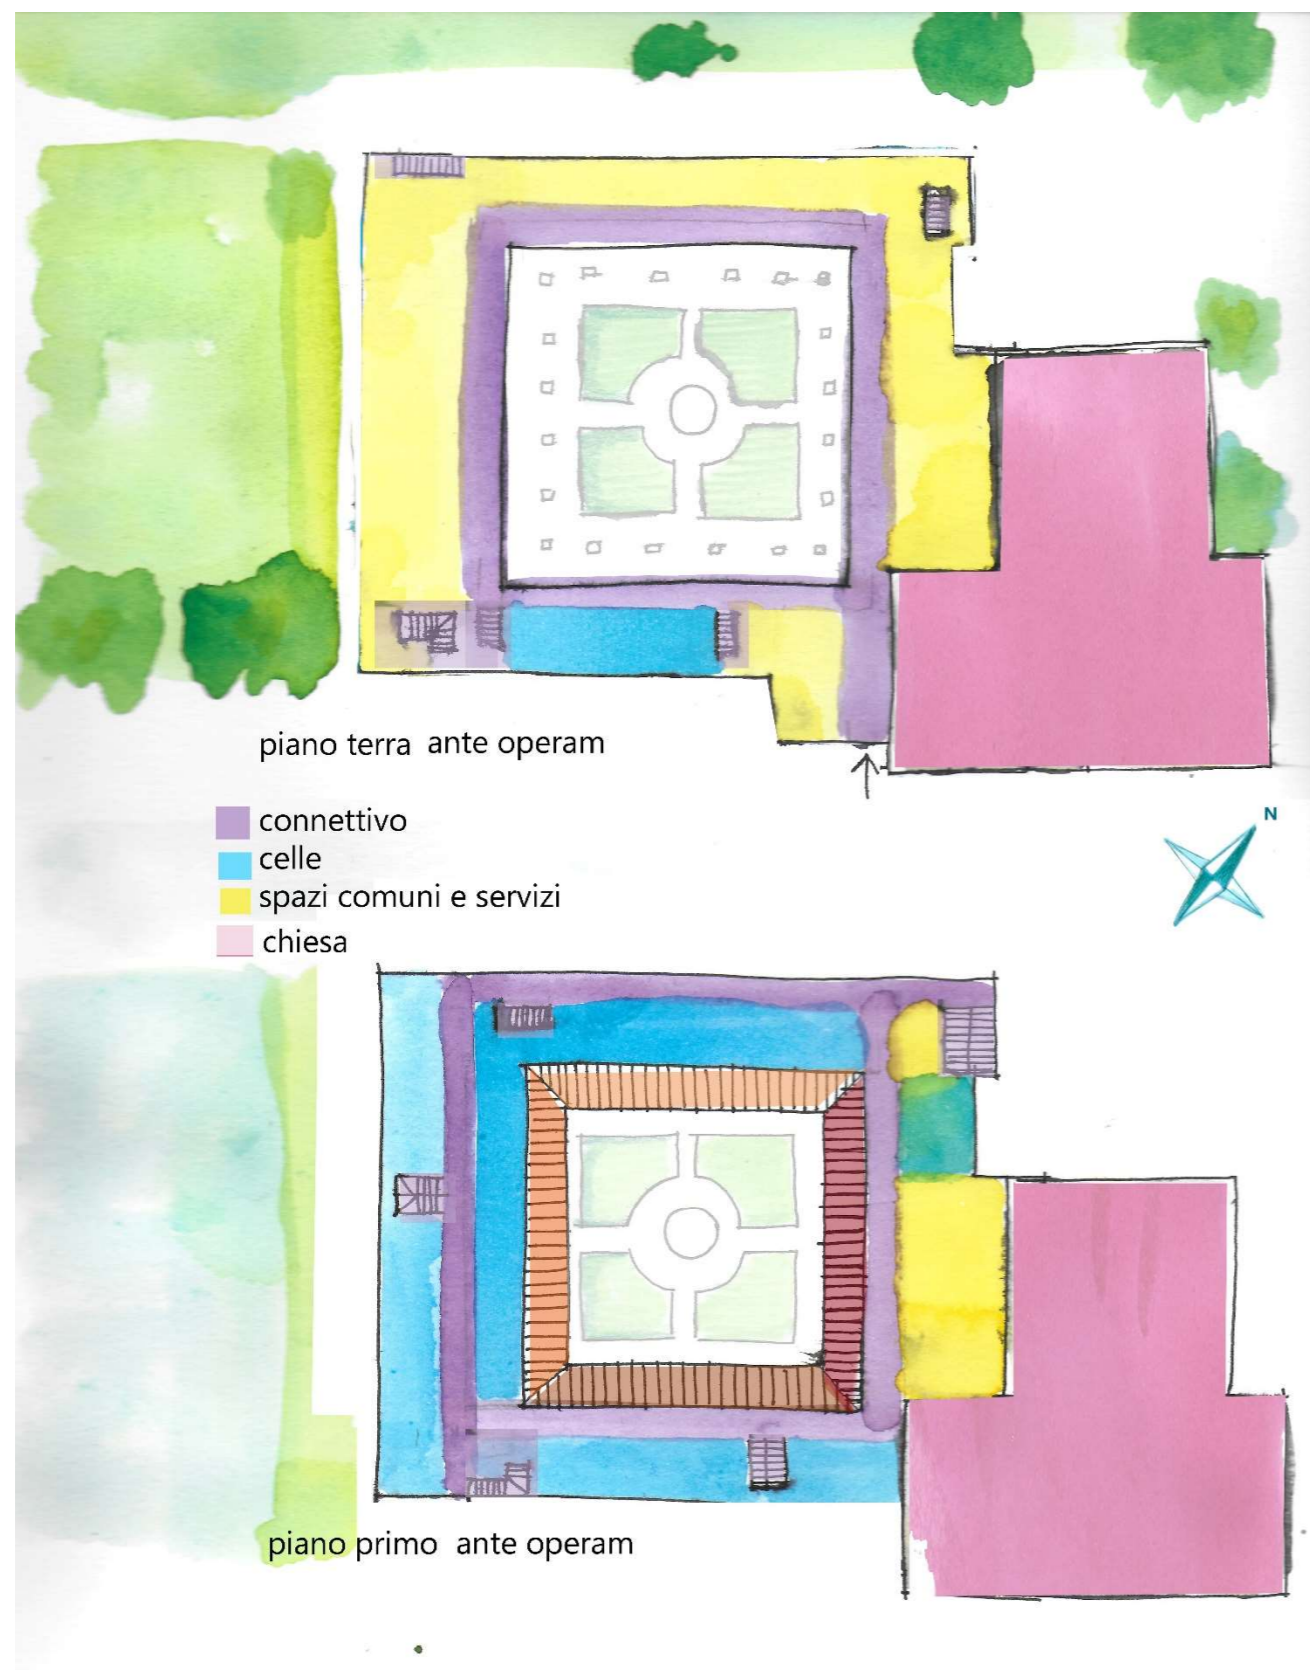 piano terra ante operam
connettivo
N
celle
spazi comuni e servizi
chiesa
piano primo ante operam